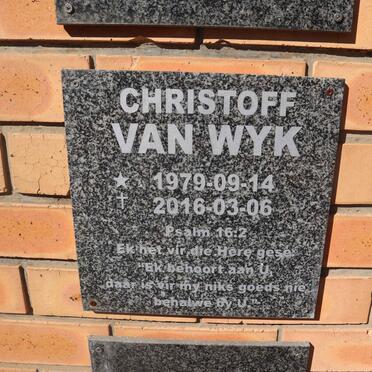 CHRISTOFF
VAN WYK
★ 1979-09-14
† 2016-03-06
Psalm 16:2
Ek het vir die Here gesê:
"Ek behoort aan U,
daar is vir my niks goeds nie
behalwe by U."